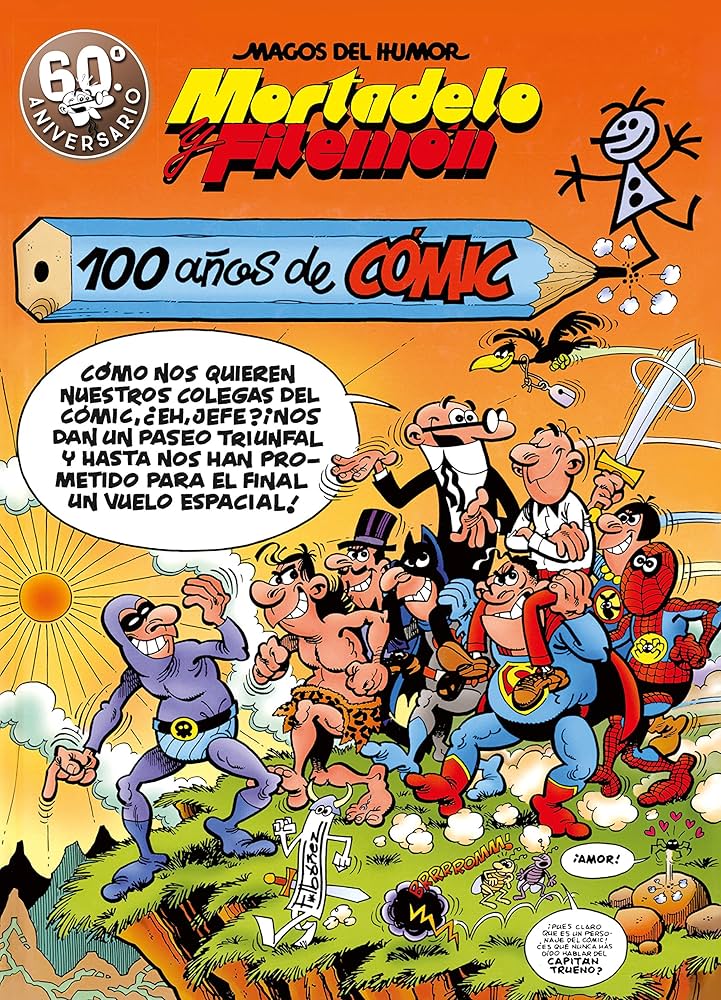 60.º
ANIVERSARIO
MAGOS DEL HUMOR
Mortadelo
y Filemón
100 años de CÓMIC
CÓMO NOS QUIEREN
NUESTROS COLEGAS DEL
CÓMIC, ¿EH, JEFE? ¡NOS
DAN UN PASEO TRIUNFAL
Y HASTA NOS HAN PRO-
METIDO PARA EL FINAL
UN VUELO ESPACIAL!
Ibáñez
BRRRROMM!
¡AMOR!
¡PUES CLARO
QUE ES UN PERSO-
NAJE DEL CÓMIC!
¿ES QUE NUNCA HAS
OÍDO HABLAR DEL
CAPITÁN
TRUENO?